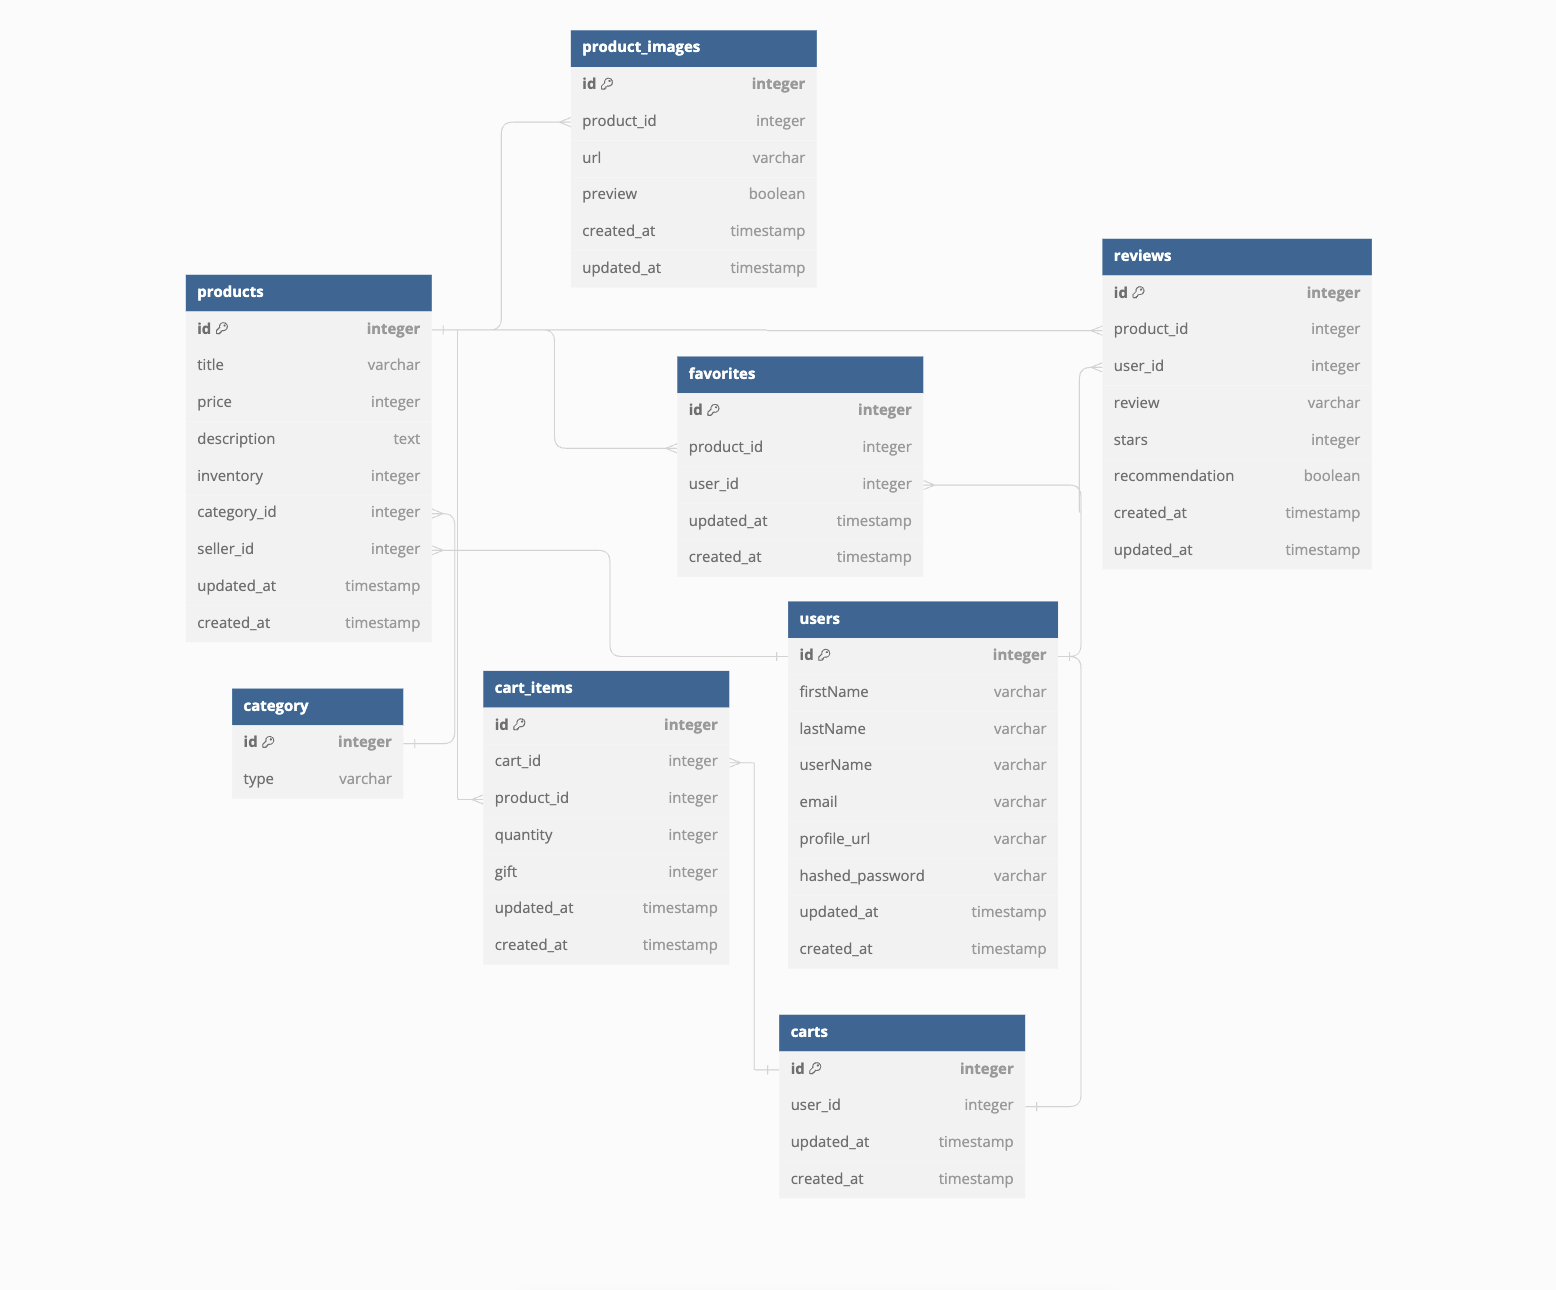 product_images
id integer
product_id integer
url varchar
preview boolean
created_at timestamp
updated_at timestamp
reviews
id integer
product_id integer
user_id integer
review varchar
stars integer
recommendation boolean
created_at timestamp
updated_at timestamp
products
id integer
title varchar
price integer
description text
inventory integer
category_id integer
seller_id integer
updated_at timestamp
created_at timestamp
favorites
id integer
product_id integer
user_id integer
updated_at timestamp
created_at timestamp
users
id integer
firstName varchar
lastName varchar
userName varchar
email varchar
profile_url varchar
hashed_password varchar
updated_at timestamp
created_at timestamp
cart_items
id integer
cart_id integer
product_id integer
quantity integer
gift integer
updated_at timestamp
created_at timestamp
category
id integer
type varchar
carts
id integer
user_id integer
updated_at timestamp
created_at timestamp